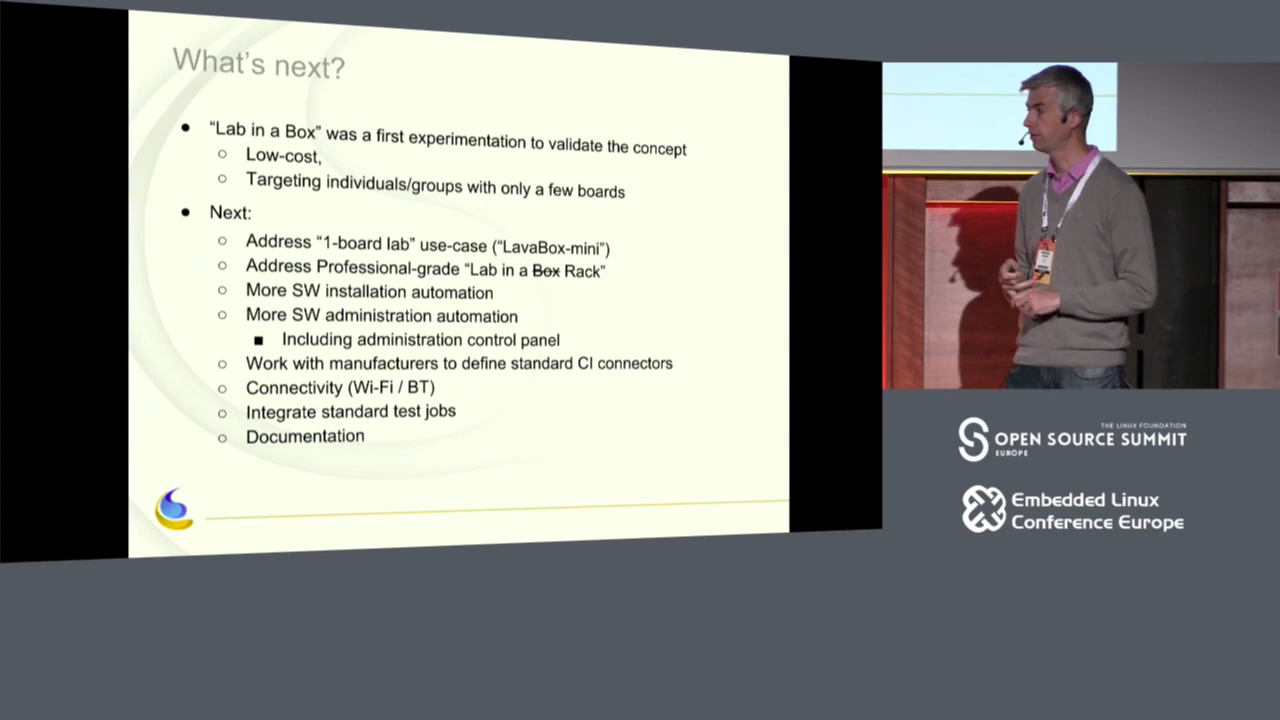 What's next?
● “Lab in a Box” was a first experimentation to validate the concept
○ Low-cost,
○ Targeting individuals/groups with only a few boards
● Next:
○ Address “1-board lab” use-case (“LavaBox-mini”)
○ Address Professional-grade “Lab in a Box Rack”
○ More SW installation automation
○ More SW administration automation
■ Including administration control panel
○ Work with manufacturers to define standard CI connectors
○ Connectivity (Wi-Fi / BT)
○ Integrate standard test jobs
○ Documentation
THE LINUX FOUNDATION
OPEN SOURCE SUMMIT
EUROPE
Embedded Linux
Conference Europe